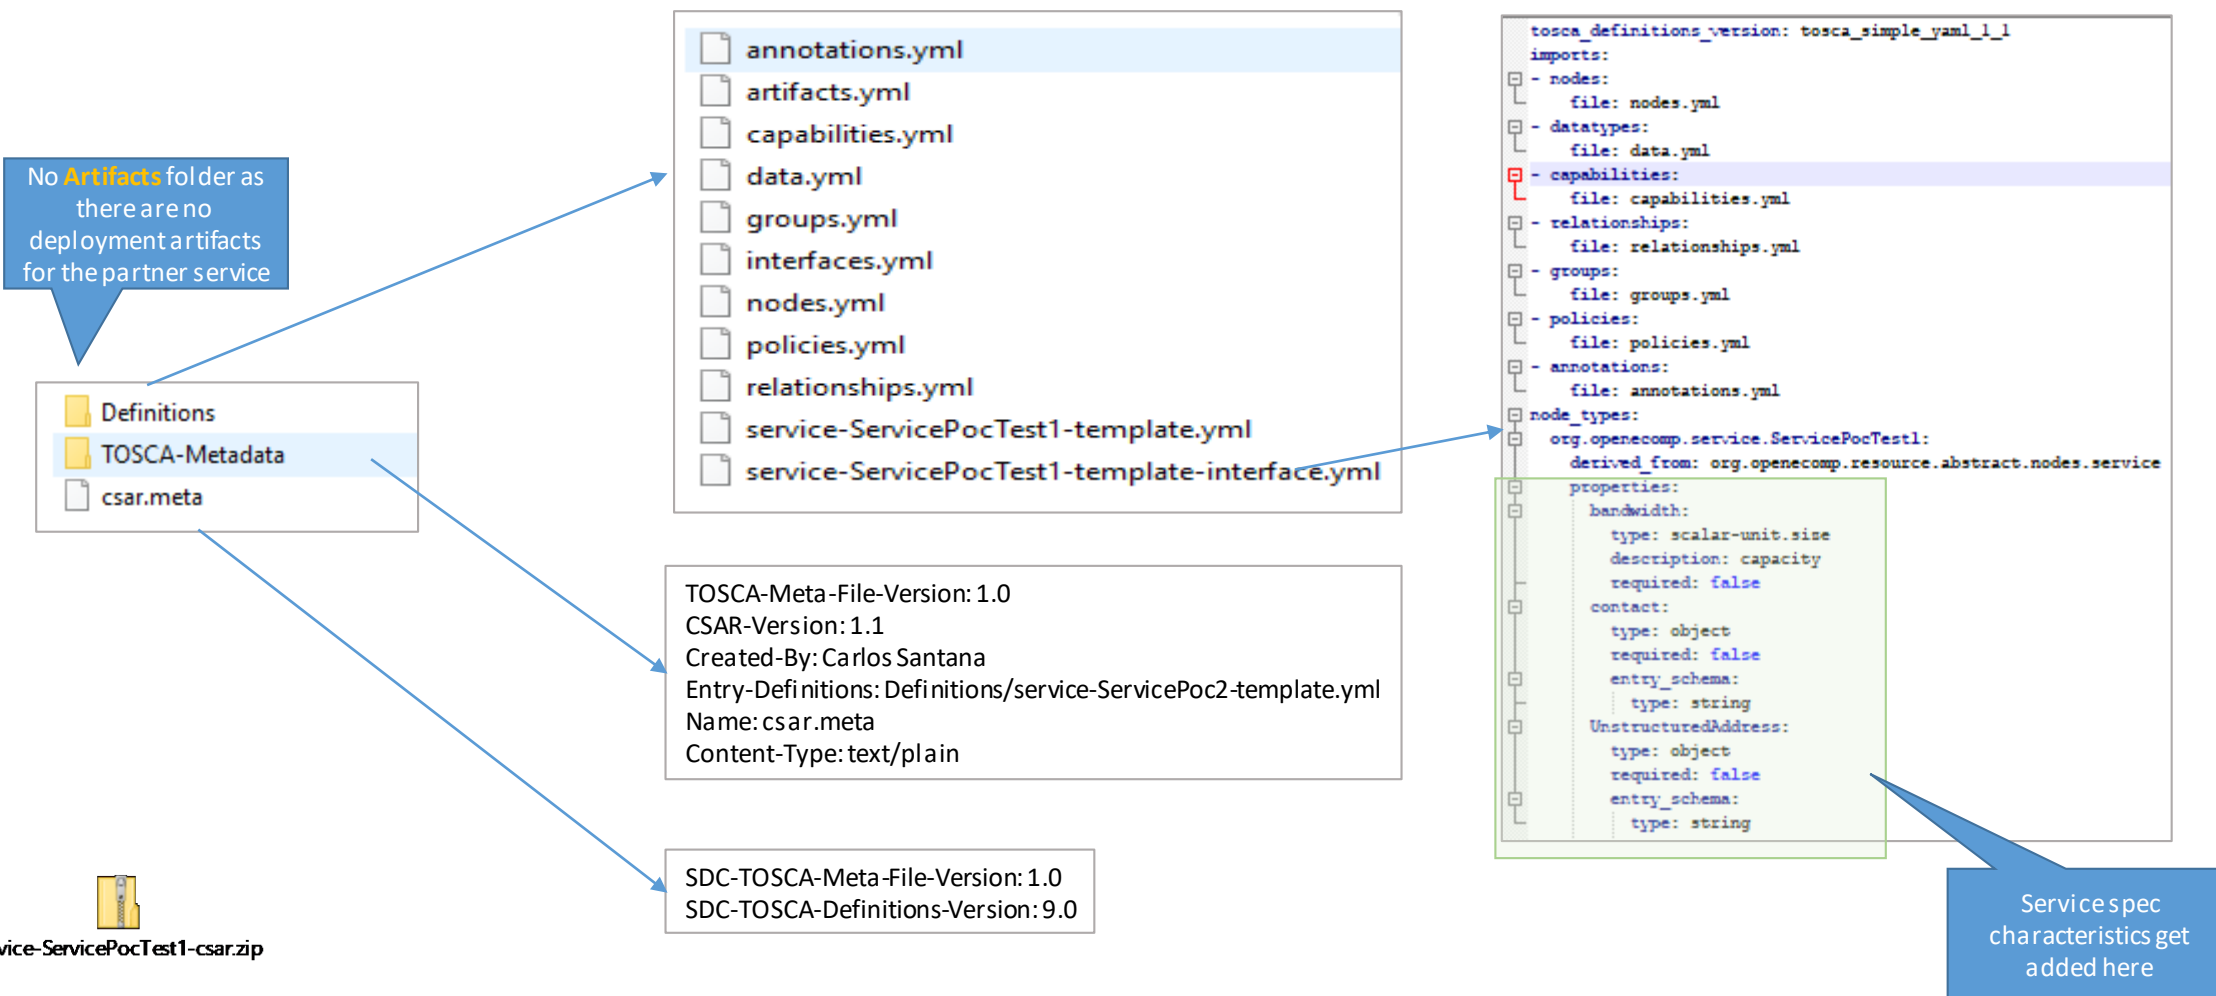 No Artifacts folder as
there are no
deployment artifacts
for the partner service
Definitions
TOSCA-Metadata
csar.meta
vice-ServicePocTest1-csar.zip
annotations.yml
artifacts.yml
capabilities.yml
data.yml
groups.yml
interfaces.yml
nodes.yml
policies.yml
relationships.yml
service-ServicePocTest1-template.yml
service-ServicePocTest1-template-interface.yml
TOSCA-Meta-File-Version: 1.0
CSAR-Version: 1.1
Created-By: Carlos Santana
Entry-Definitions: Definitions/service-ServicePoc2-template.yml
Name: csar.meta
Content-Type: text/plain
SDC-TOSCA-Meta-File-Version: 1.0
SDC-TOSCA-Definitions-Version: 9.0
tosca_definitions_version: tosca_simple_yaml_1_1
imports:
- nodes:
file: nodes.yml
- datatypes:
file: data.yml
- capabilities:
file: capabilities.yml
- relationships:
file: relationships.yml
- groups:
file: groups.yml
- policies:
file: policies.yml
- annotations:
file: annotations.yml
node_types:
org.openecomp.service.ServicePocTest1:
derived_from: org.openecomp.resource.abstract.nodes.service
properties:
bandwidth:
type: scalar-unit.size
description: capacity
required: false
contact:
type: object
required: false
entry_schema:
type: string
UnstructuredAddress:
type: object
required: false
entry_schema:
type: string
Service spec
characteristics get
added here